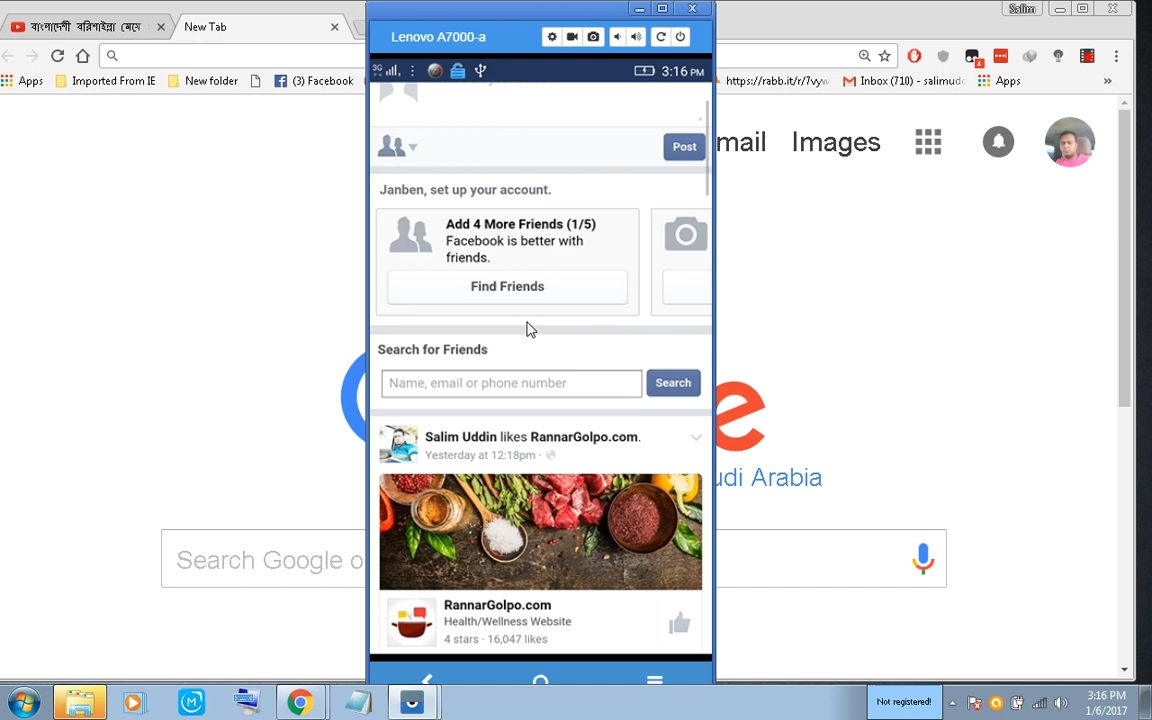 বাংলাদেশী বরিশাইল্লা মেয়ে
New Tab
Salim
Apps
Imported From IE
New folder
(3) Facebook
https://rabb.it/r/7vyw
Inbox (710) - salimudd
Apps
»
mail
Images
Lenovo A7000-a
3G
3:16 PM
Post
Janben, set up your account.
Add 4 More Friends (1/5)
Facebook is better with
friends.
Find Friends
Search for Friends
Name, email or phone number
Search
Salim Uddin likes RannarGolpo.com.
Yesterday at 12:18pm ·
RannarGolpo.com
Health/Wellness Website
4 stars · 16,047 likes
udi Arabia
Search Google o
Not registered!
3:16 PM
1/6/2017